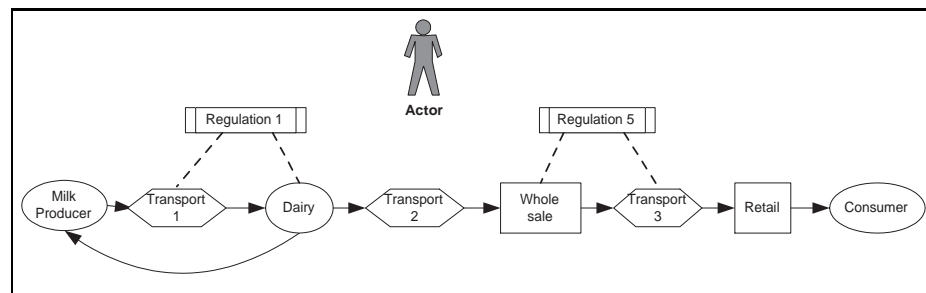 Actor
Regulation 1
Regulation 5
Milk
Producer
Transport
1
Dairy
Transport
2
Whole
sale
Transport
3
Retail
Consumer